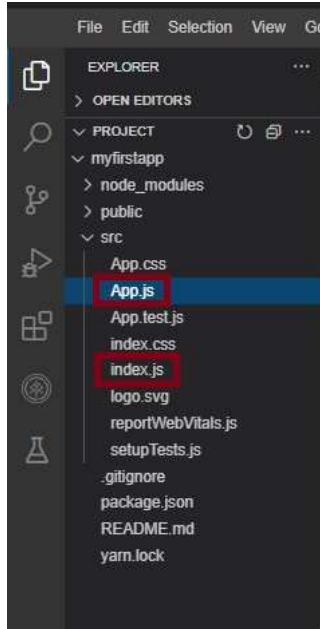 File Edit Selection View Go
EXPLORER ...
> OPEN EDITORS
PROJECT ...
myfirstapp
> node_modules
> public
src
App.css
App.js
App.test.js
index.css
index.js
logo.svg
reportWebVitals.js
setupTests.js
.gitignore
package.json
README.md
yarn.lock